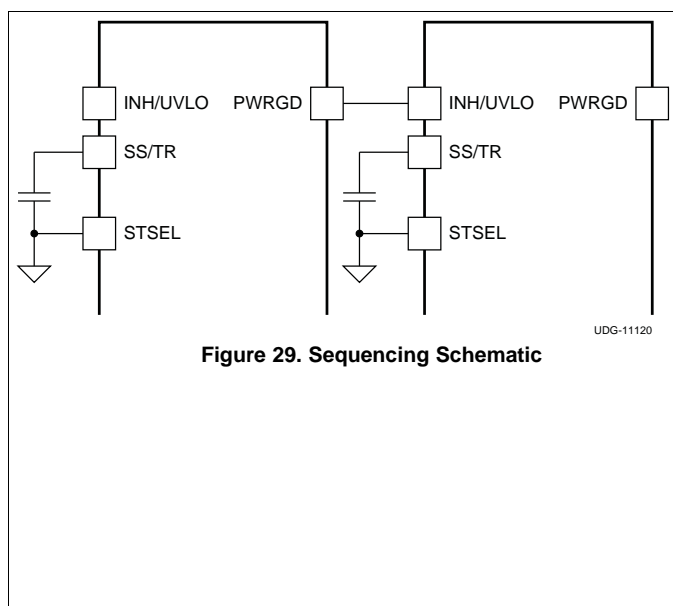 INH/UVLO PWRGD INH/UVLO PWRGD
SS/TR SS/TR
STSEL STSEL
UDG-11120
Figure 29. Sequencing Schematic